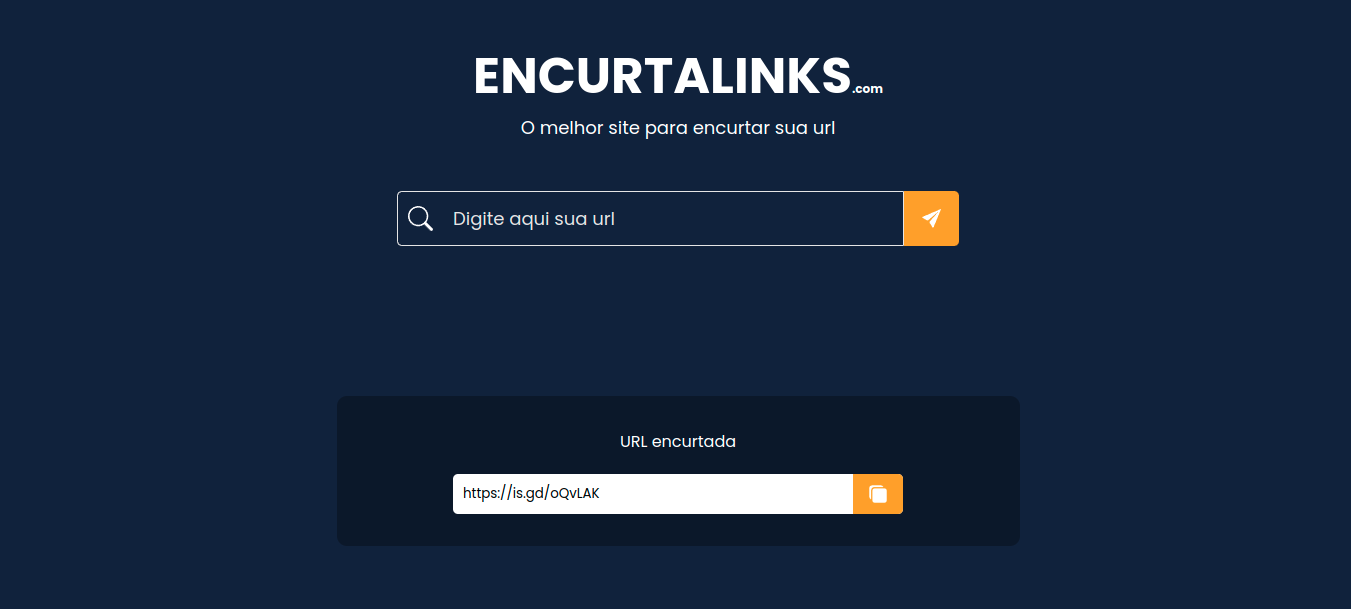 ENCURTALINKS.com
O melhor site para encurtar sua url
Digite aqui sua url
URL encurtada
https://is.gd/oQvLAK